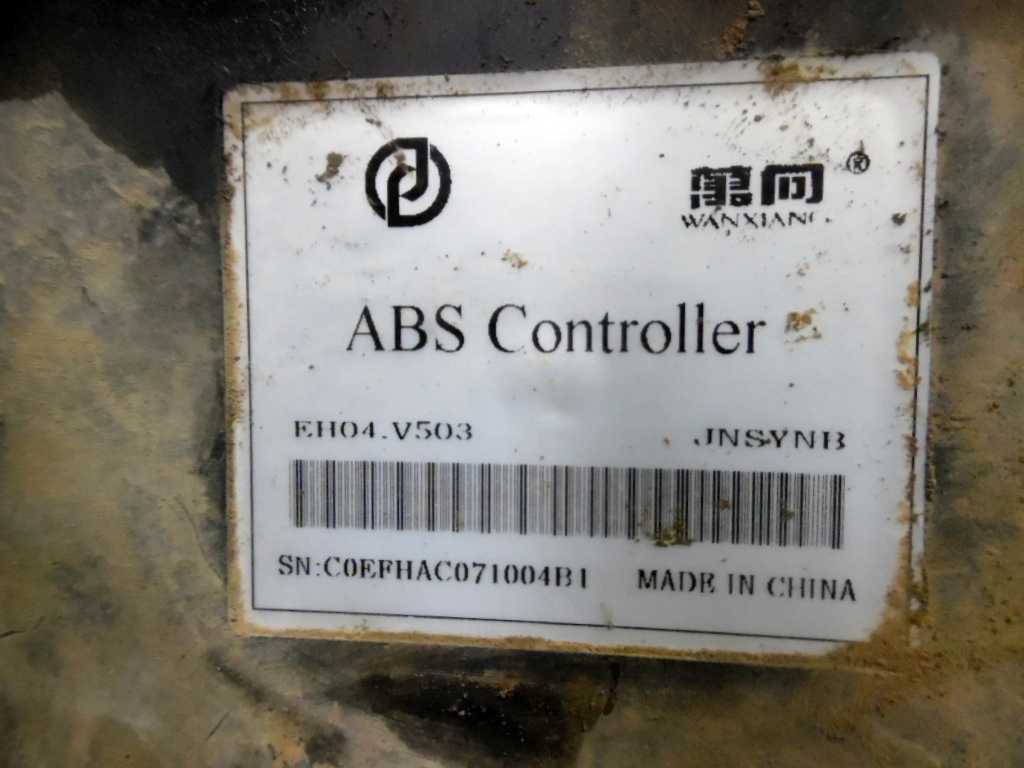 萬向 ®
WANXIANG
ABS Controller
EH04.V503 JNSYNB
SN:C0EFHAC071004B1 MADE IN CHINA